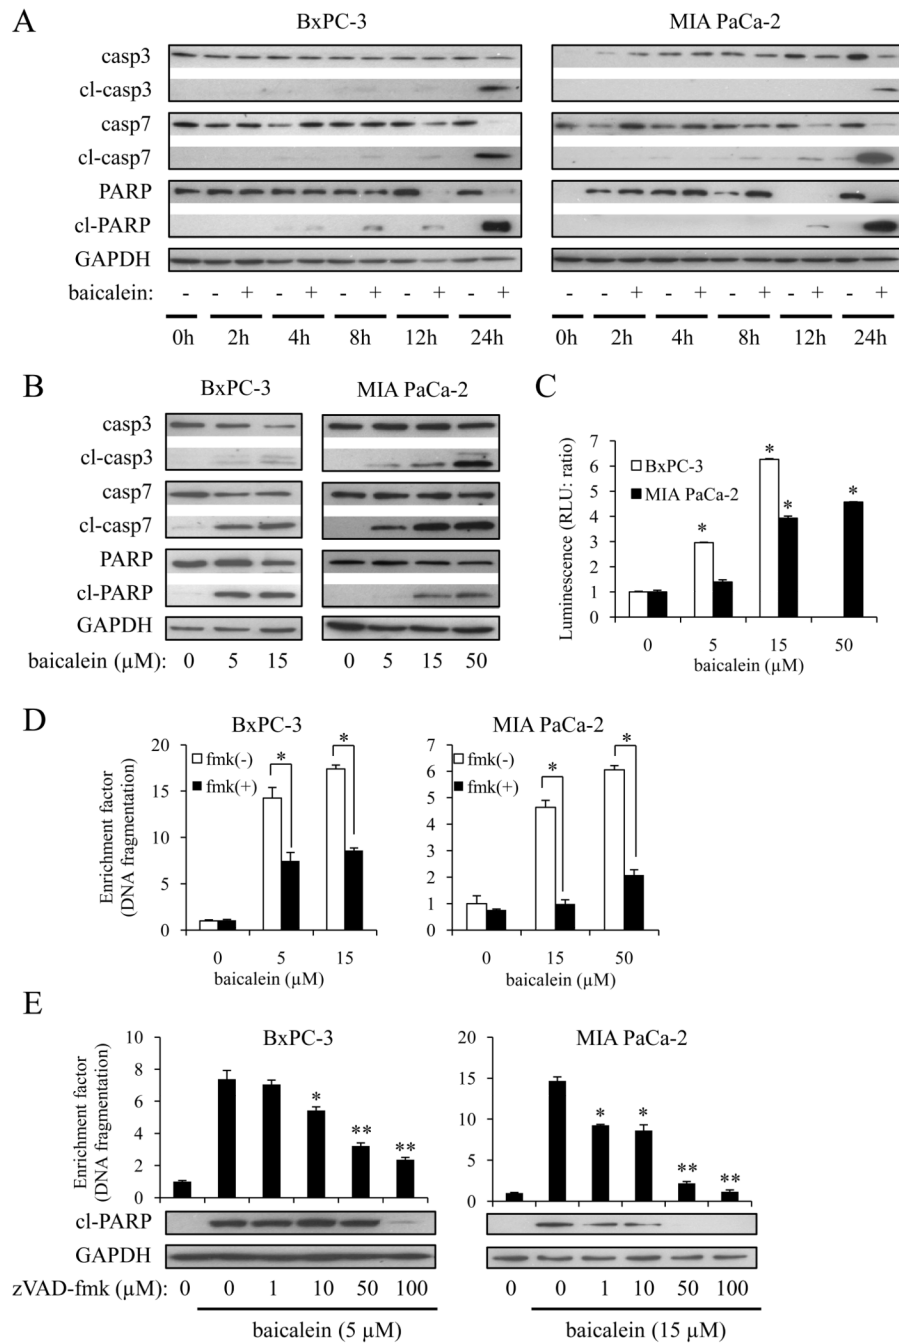 A
BxPC-3 MIA PaCa-2
casp3
cl-casp3
casp7
cl-casp7
PARP
cl-PARP
GAPDH
baicalein: - - + - + - + - + - + - - + - + - + - + - +
0h 2h 4h 8h 12h 24h 0h 2h 4h 8h 12h 24h
B
BxPC-3 MIA PaCa-2
casp3
cl-casp3
casp7
cl-casp7
PARP
cl-PARP
GAPDH
baicalein (µM): 0 5 15 0 5 15 50
C
Luminescence (RLU: ratio)
7
6
5
4
3
2
1
0
BxPC-3
MIA PaCa-2
* * * *
0 5 15 50
baicalein (µM)
D
BxPC-3
Enrichment factor
(DNA fragmentation)
20
15
10
5
0
fmk(-)
fmk(+)
* *
0 5 15
baicalein (µM)
MIA PaCa-2
7
6
5
4
3
2
1
0
fmk(-)
fmk(+)
* *
0 15 50
baicalein (µM)
E
BxPC-3
Enrichment factor
(DNA fragmentation)
10
8
6
4
2
0
* ** **
MIA PaCa-2
20
15
10
5
0
* * ** **
cl-PARP
GAPDH
zVAD-fmk (µM): 0 0 1 10 50 100 0 0 1 10 50 100
baicalein (5 µM) baicalein (15 µM)